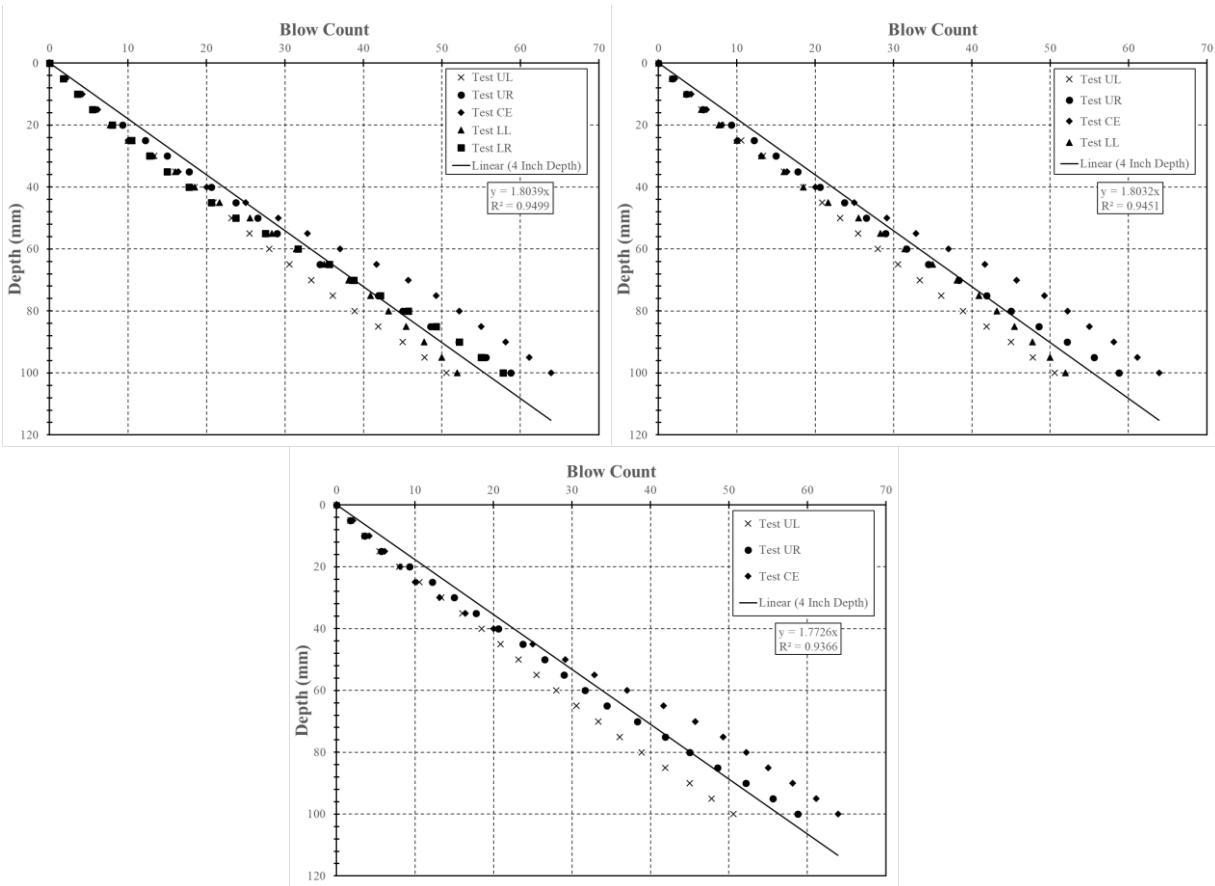 Blow Count
0 10 20 30 40 50 60 70
0
20
40
60
80
100
120
Depth (mm)
Test UL
Test UR
Test CE
Test LL
Test LR
Linear (4 Inch Depth)
y = 1.8039x
R² = 0.9499
Blow Count
0 10 20 30 40 50 60 70
0
20
40
60
80
100
120
Depth (mm)
Test UL
Test UR
Test CE
Test LL
Linear (4 Inch Depth)
y = 1.8032x
R² = 0.9451
Blow Count
0 10 20 30 40 50 60 70
0
20
40
60
80
100
120
Depth (mm)
Test UL
Test UR
Test CE
Linear (4 Inch Depth)
y = 1.7726x
R² = 0.9366